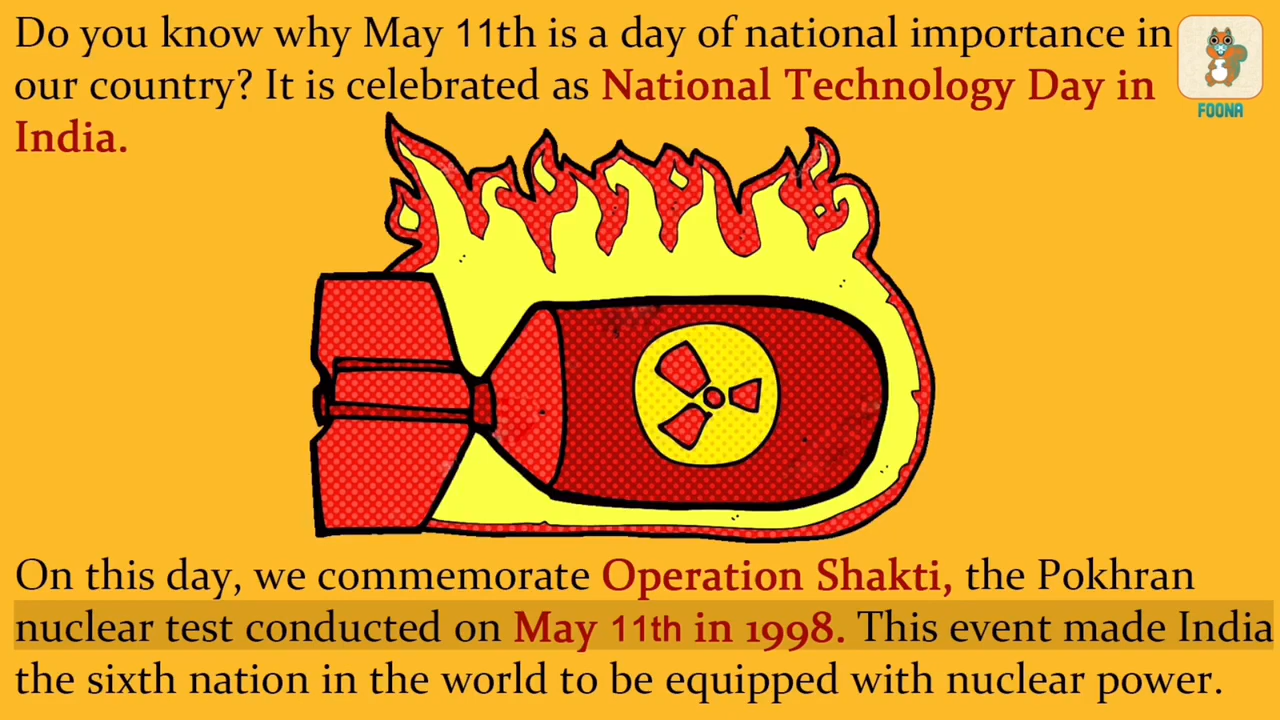 Do you know why May 11th is a day of national importance in
our country? It is celebrated as National Technology Day in
India.
FOONA
On this day, we commemorate Operation Shakti, the Pokhran
nuclear test conducted on May 11th in 1998. This event made India
the sixth nation in the world to be equipped with nuclear power.